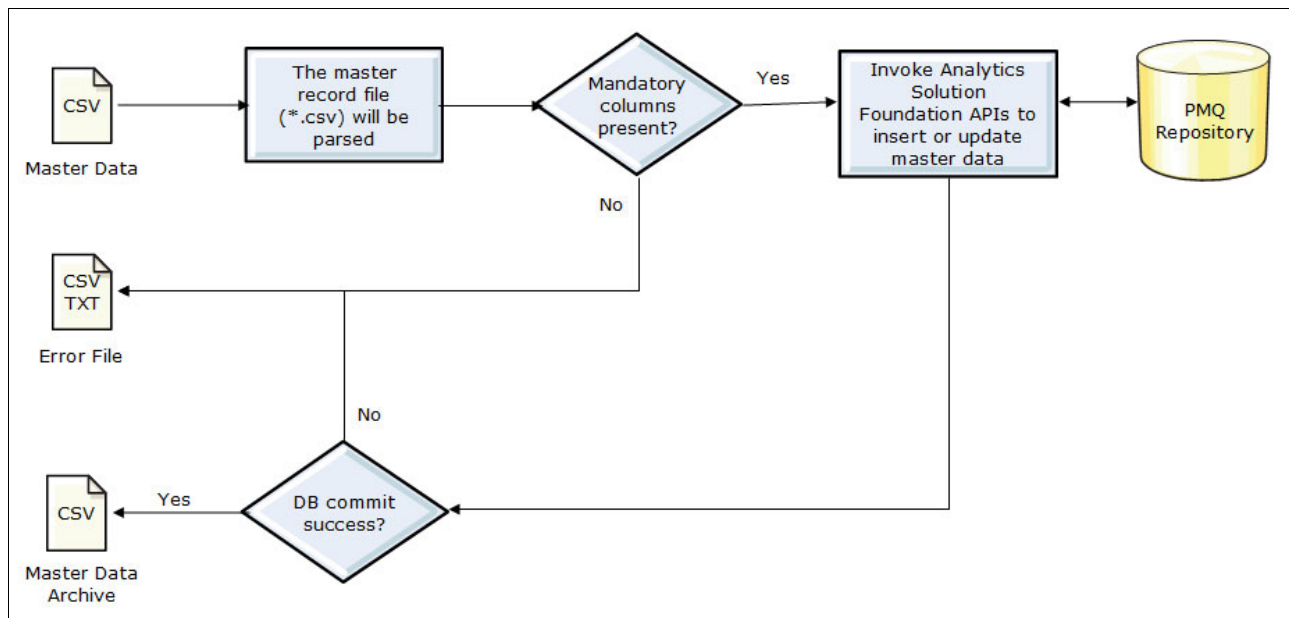 CSV
Master Data
The master
record file
(*.csv) will be
parsed
Mandatory
columns
present?
Yes
Invoke Analytics
Solution
Foundation APIs to
insert or update
master data
PMQ
Repository
No
CSV
TXT
Error File
No
DB commit
success?
Yes
CSV
Master Data
Archive